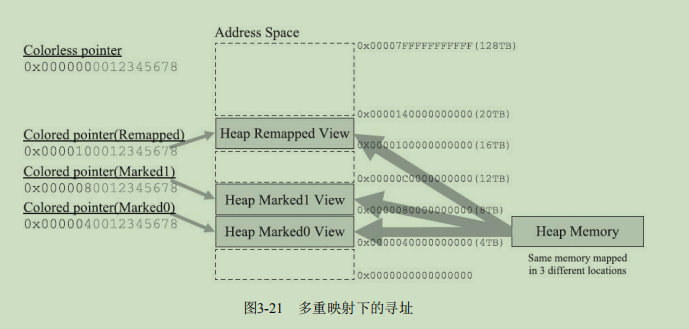 Address Space
Colorless pointer
0x0000000012345678
0x00007FFFFFFFFFFF(128TB)
0x0000140000000000(20TB)
Colored pointer(Remapped)
0x0000100012345678
Heap Remapped View
0x0000100000000000(16TB)
Colored pointer(Marked1)
0x0000080012345678
0x00000C0000000000(12TB)
Heap Marked1 View
Colored pointer(Marked0)
0x0000040012345678
0x0000080000000000(8TB)
Heap Marked0 View
Heap Memory
0x0000040000000000(4TB)
Same memory mapped
in 3 different locations
0x0000000000000000
图3-21 多重映射下的寻址